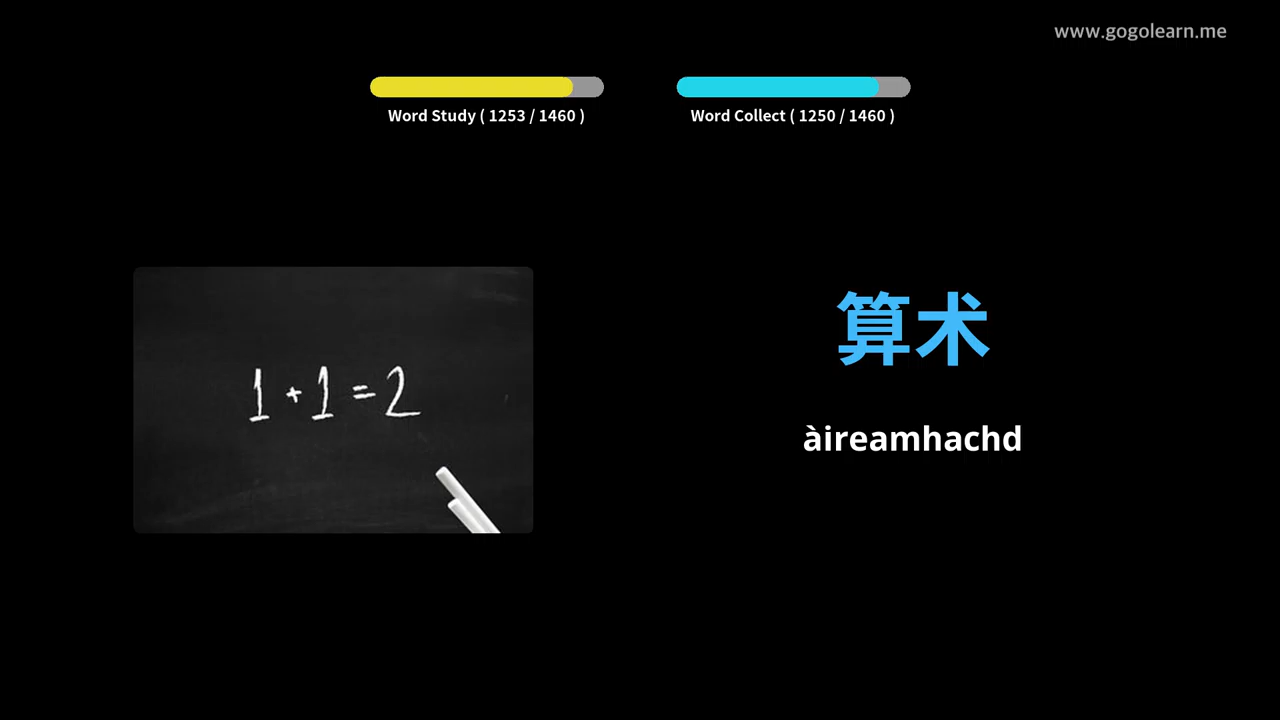 www.gogolearn.me
Word Study ( 1253 / 1460 )
Word Collect ( 1250 / 1460 )
1 + 1 = 2
算术
àireamhachd